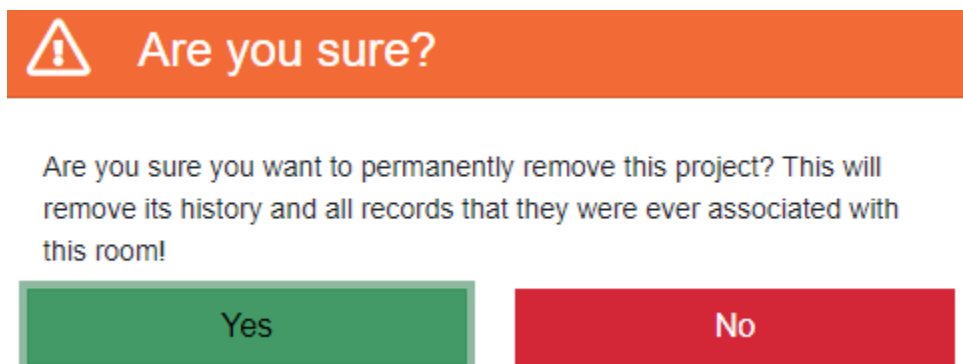 Are you sure?
Are you sure you want to permanently remove this project? This will
remove its history and all records that they were ever associated with
this room!
Yes
No